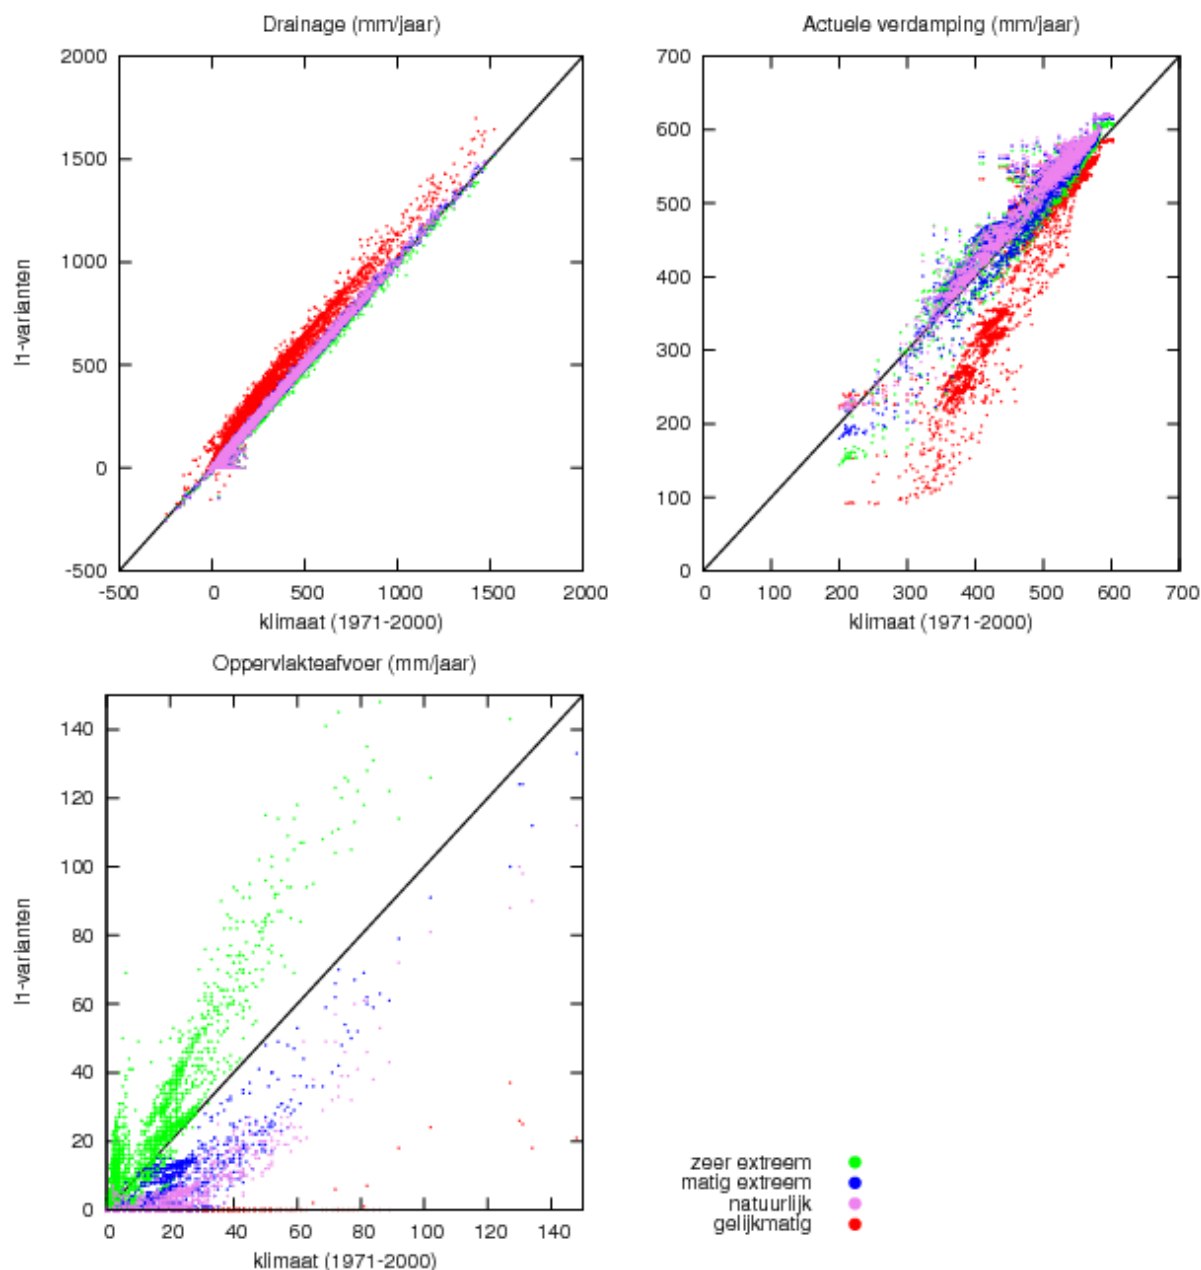 Drainage (mm/jaar)
2000
1500
1000
500
0
-500
-500 0 500 1000 1500 2000
l1-varianten
klimaat (1971-2000)
Actuele verdamping (mm/jaar)
700
600
500
400
300
200
100
0
0 100 200 300 400 500 600 700
klimaat (1971-2000)
Oppervlakteafvoer (mm/jaar)
140
120
100
80
60
40
20
0
0 20 40 60 80 100 120 140
l1-varianten
klimaat (1971-2000)
zeer extreem
matig extreem
natuurlijk
gelijkmatig